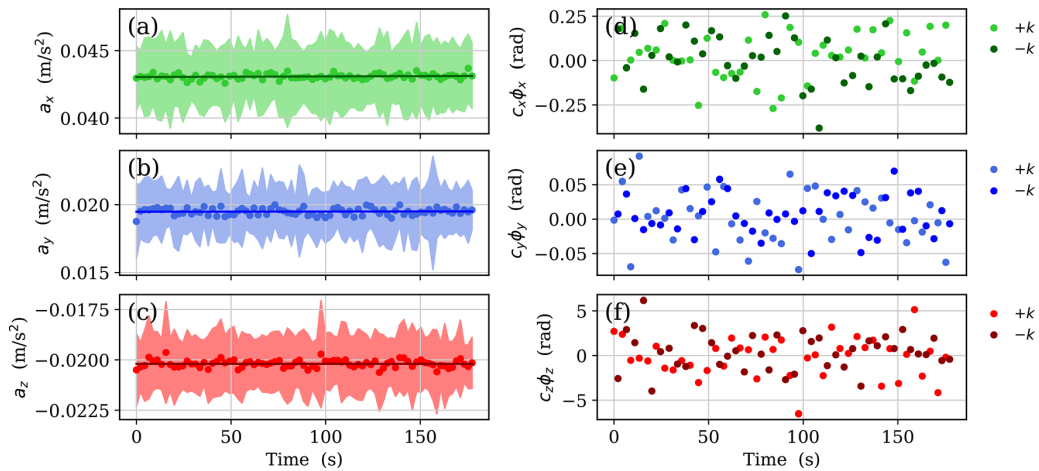 (a)
0.045
0.040
a_x (m/s²)
(b)
0.020
0.015
a_y (m/s²)
(c)
−0.0175
−0.0200
−0.0225
a_z (m/s²)
0 50 100 150
Time (s)
(d)
0.25
0.00
−0.25
c_xϕ_x (rad)
+k
−k
(e)
0.05
0.00
−0.05
c_yϕ_y (rad)
+k
−k
(f)
5
0
−5
c_zϕ_z (rad)
+k
−k
0 50 100 150
Time (s)